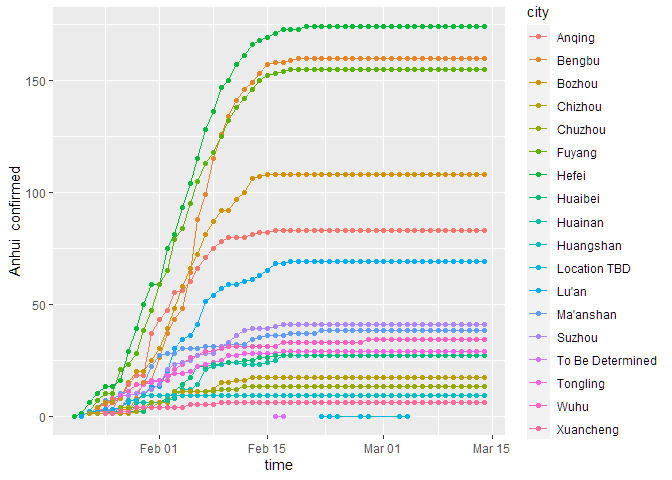 city
Anqing
Bengbu
Bozhou
Chizhou
Chuzhou
Fuyang
Hefei
Huaibei
Huainan
Huangshan
Location TBD
Lu'an
Ma'anshan
Suzhou
To Be Determined
Tongling
Wuhu
Xuancheng
Anhui confirmed
150
100
50
0
Feb 01
Feb 15
Mar 01
Mar 15
time